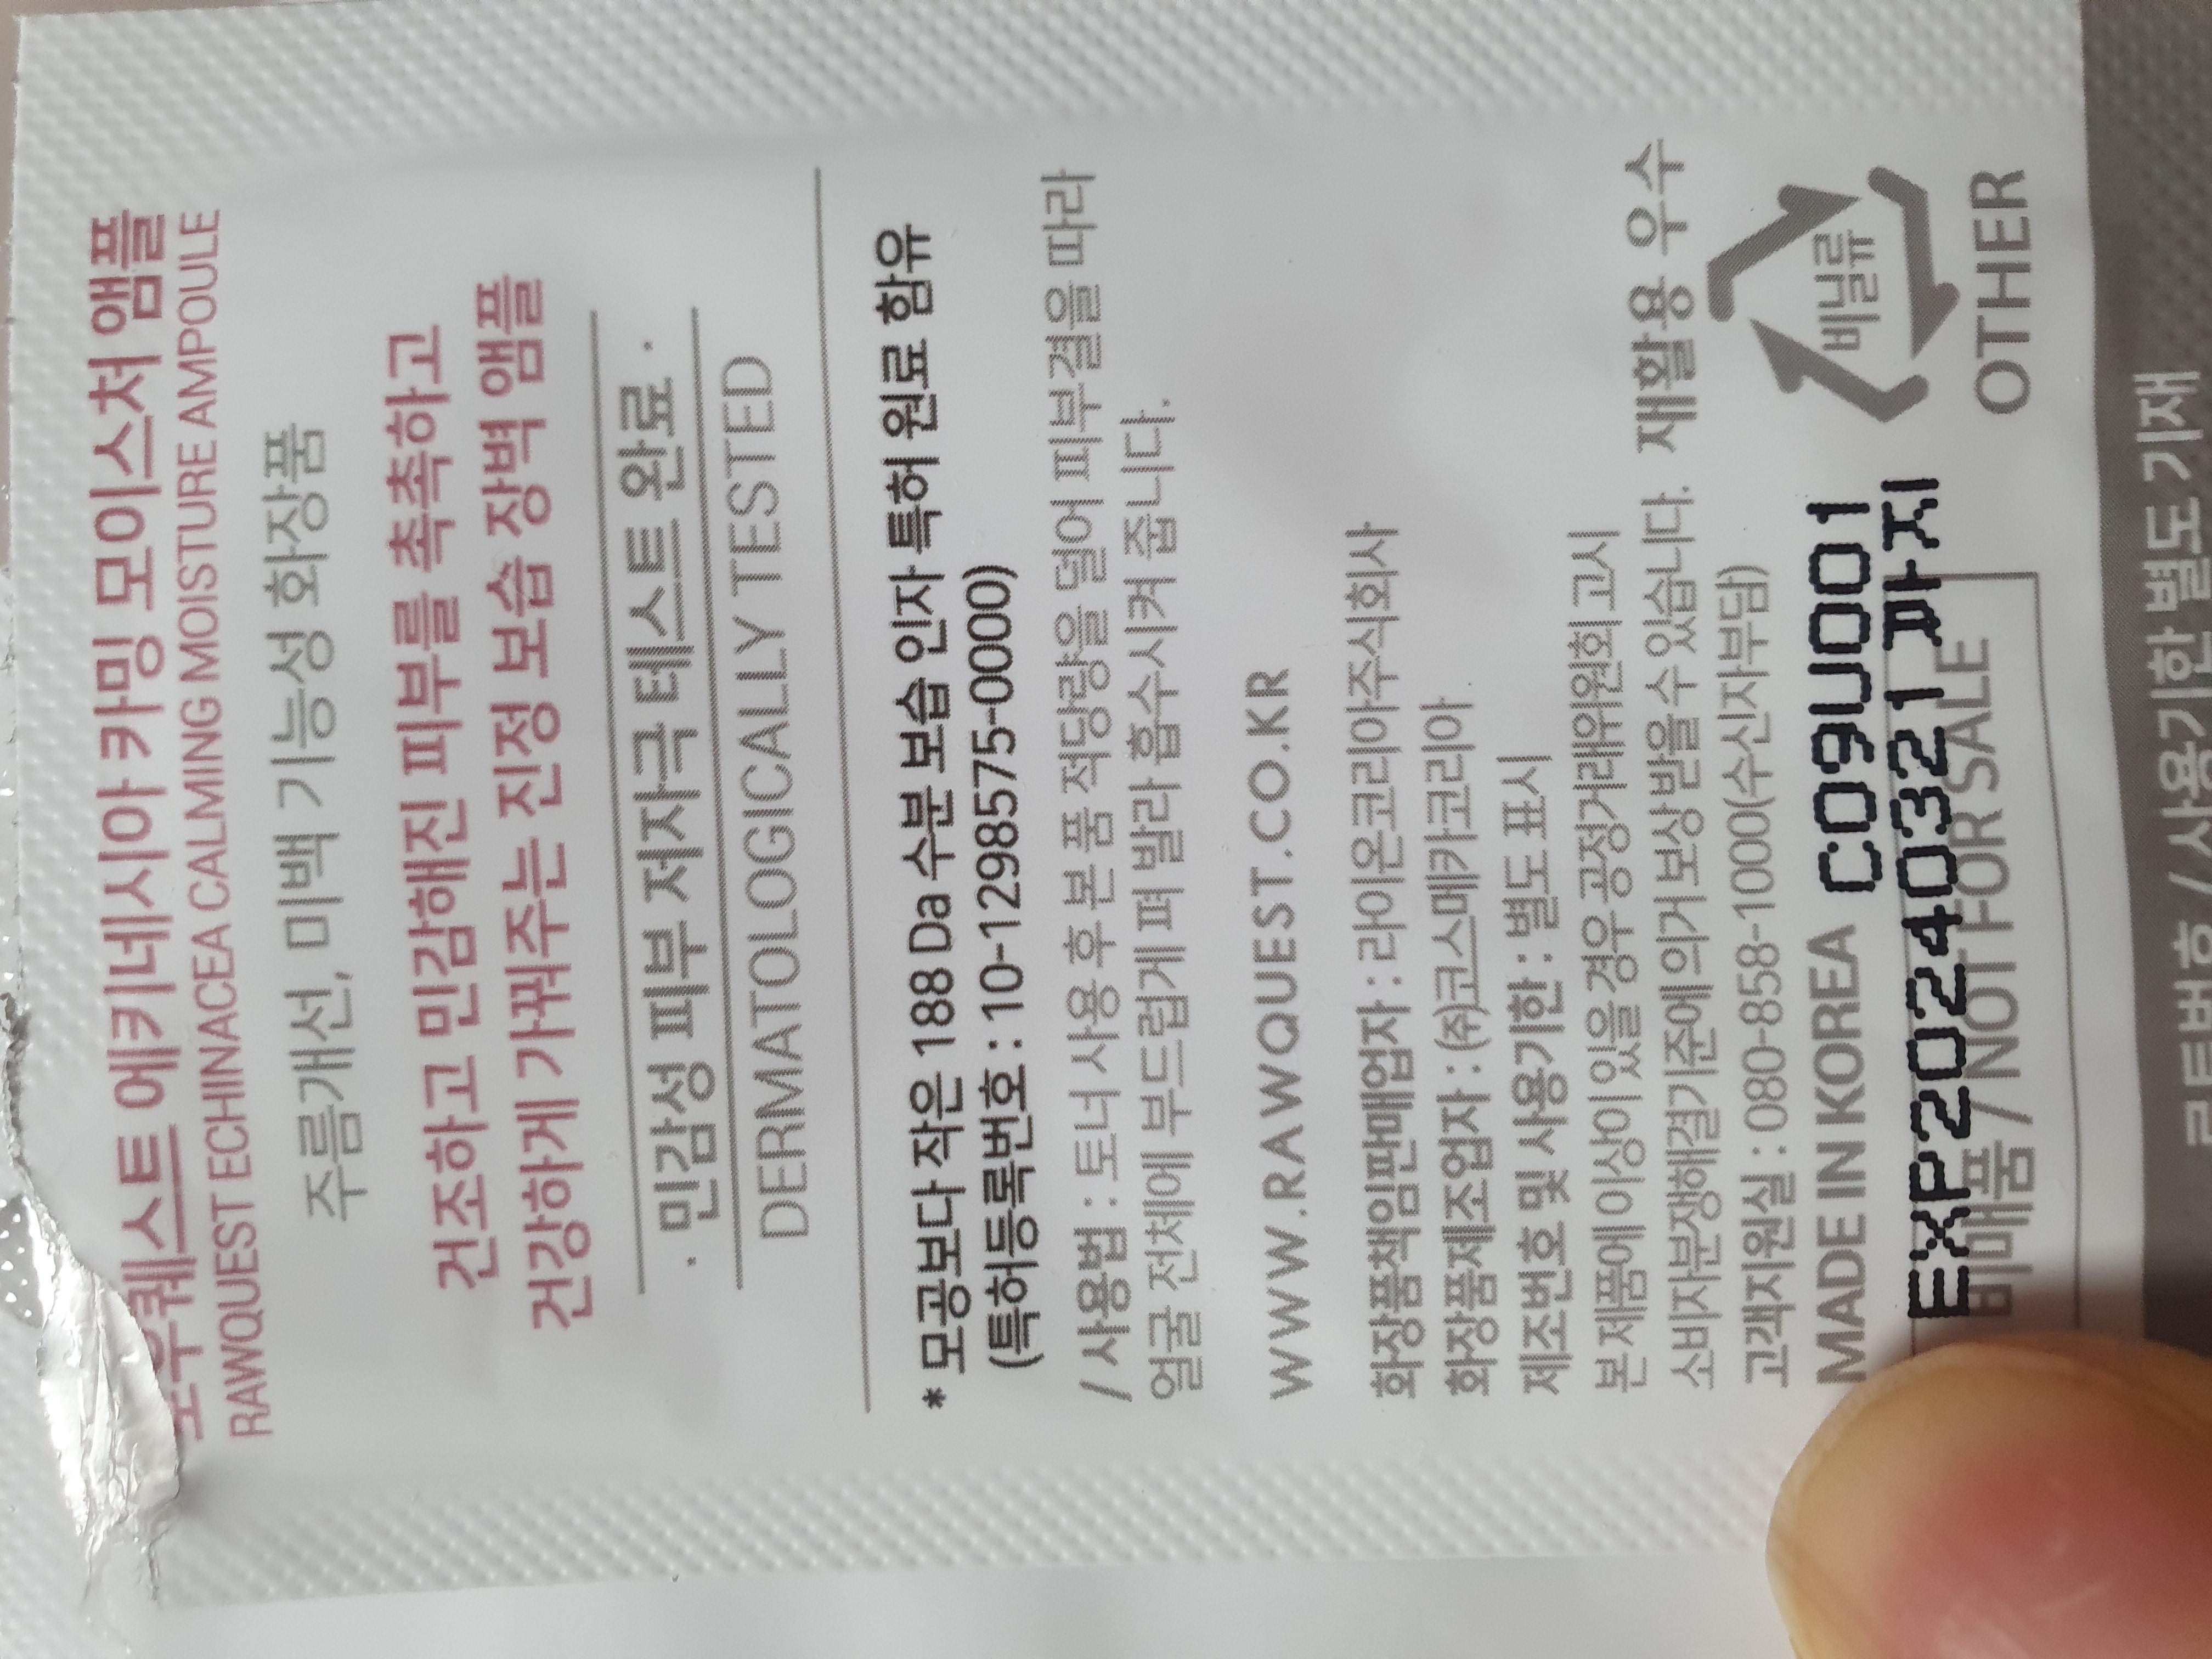 로우퀘스트 에키네시아 카밍 모이스처 앰플
RAWQUEST ECHINACEA CALMING MOISTURE AMPOULE
주름개선, 미백 기능성 화장품
건조하고 민감해진 피부를 촉촉하고
건강하게 가꿔주는 진정 보습 장벽 앰플
· 민감성 피부 저자극 테스트 완료 ·
DERMATOLOGICALLY TESTED
* 모공보다 작은 188 Da 수분 보습 인자 특허 원료 함유
(특허등록번호 : 10-1298575-0000)
/ 사용법 : 토너 사용 후 본 품 적당량을 덜어 피부결을 따라
얼굴 전체에 부드럽게 펴 발라 흡수시켜 줍니다.
WWW.RAWQUEST.CO.KR
화장품책임판매업자 : 라이온코리아주식회사
화장품제조업자 : (주)코스메카코리아
제조번호 및 사용기한 : 별도 표시
본 제품에 이상이 있을 경우 공정거래위원회 고시
소비자분쟁해결기준에 의거 보상 받을 수 있습니다.
고객지원실 : 080-858-1000(수신자부담)
MADE IN KOREA
C09U001
EXP20240321 까지
비매품 / NOT FOR SALE
재활용 우수
비닐류
OTHER
로트번호 / 사용기한 별도 기재